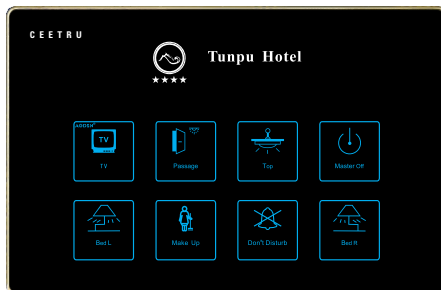 CEETRU
Tunpu Hotel
TV
TV
Passage
Top
Master Off
Bed L
Make Up
Don't Disturb
Bed R